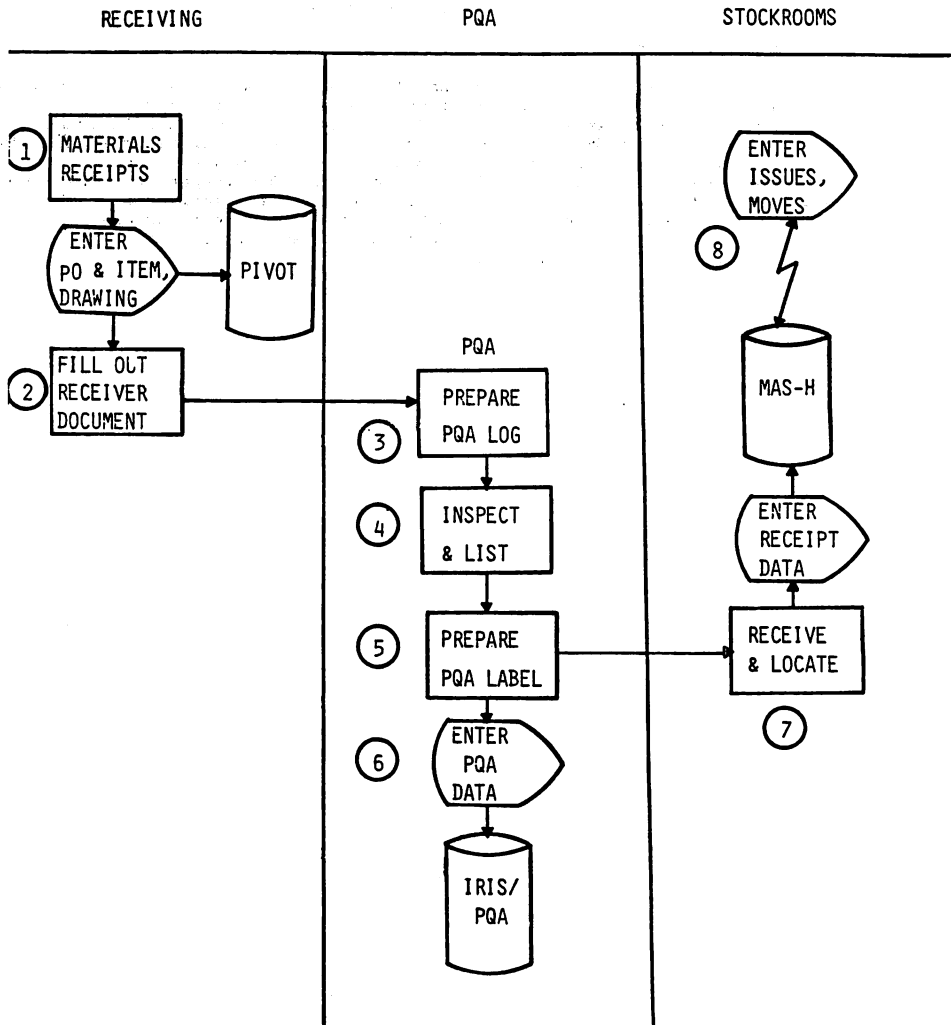 RECEIVING
PQA
STOCKROOMS
1
MATERIALS
RECEIPTS
ENTER
PO & ITEM,
DRAWING
PIVOT
2
FILL OUT
RECEIVER
DOCUMENT
PQA
PREPARE
PQA LOG
3
4
INSPECT
& LIST
5
PREPARE
PQA LABEL
6
ENTER
PQA
DATA
IRIS/
PQA
ENTER
ISSUES,
MOVES
8
MAS-H
ENTER
RECEIPT
DATA
RECEIVE
& LOCATE
7